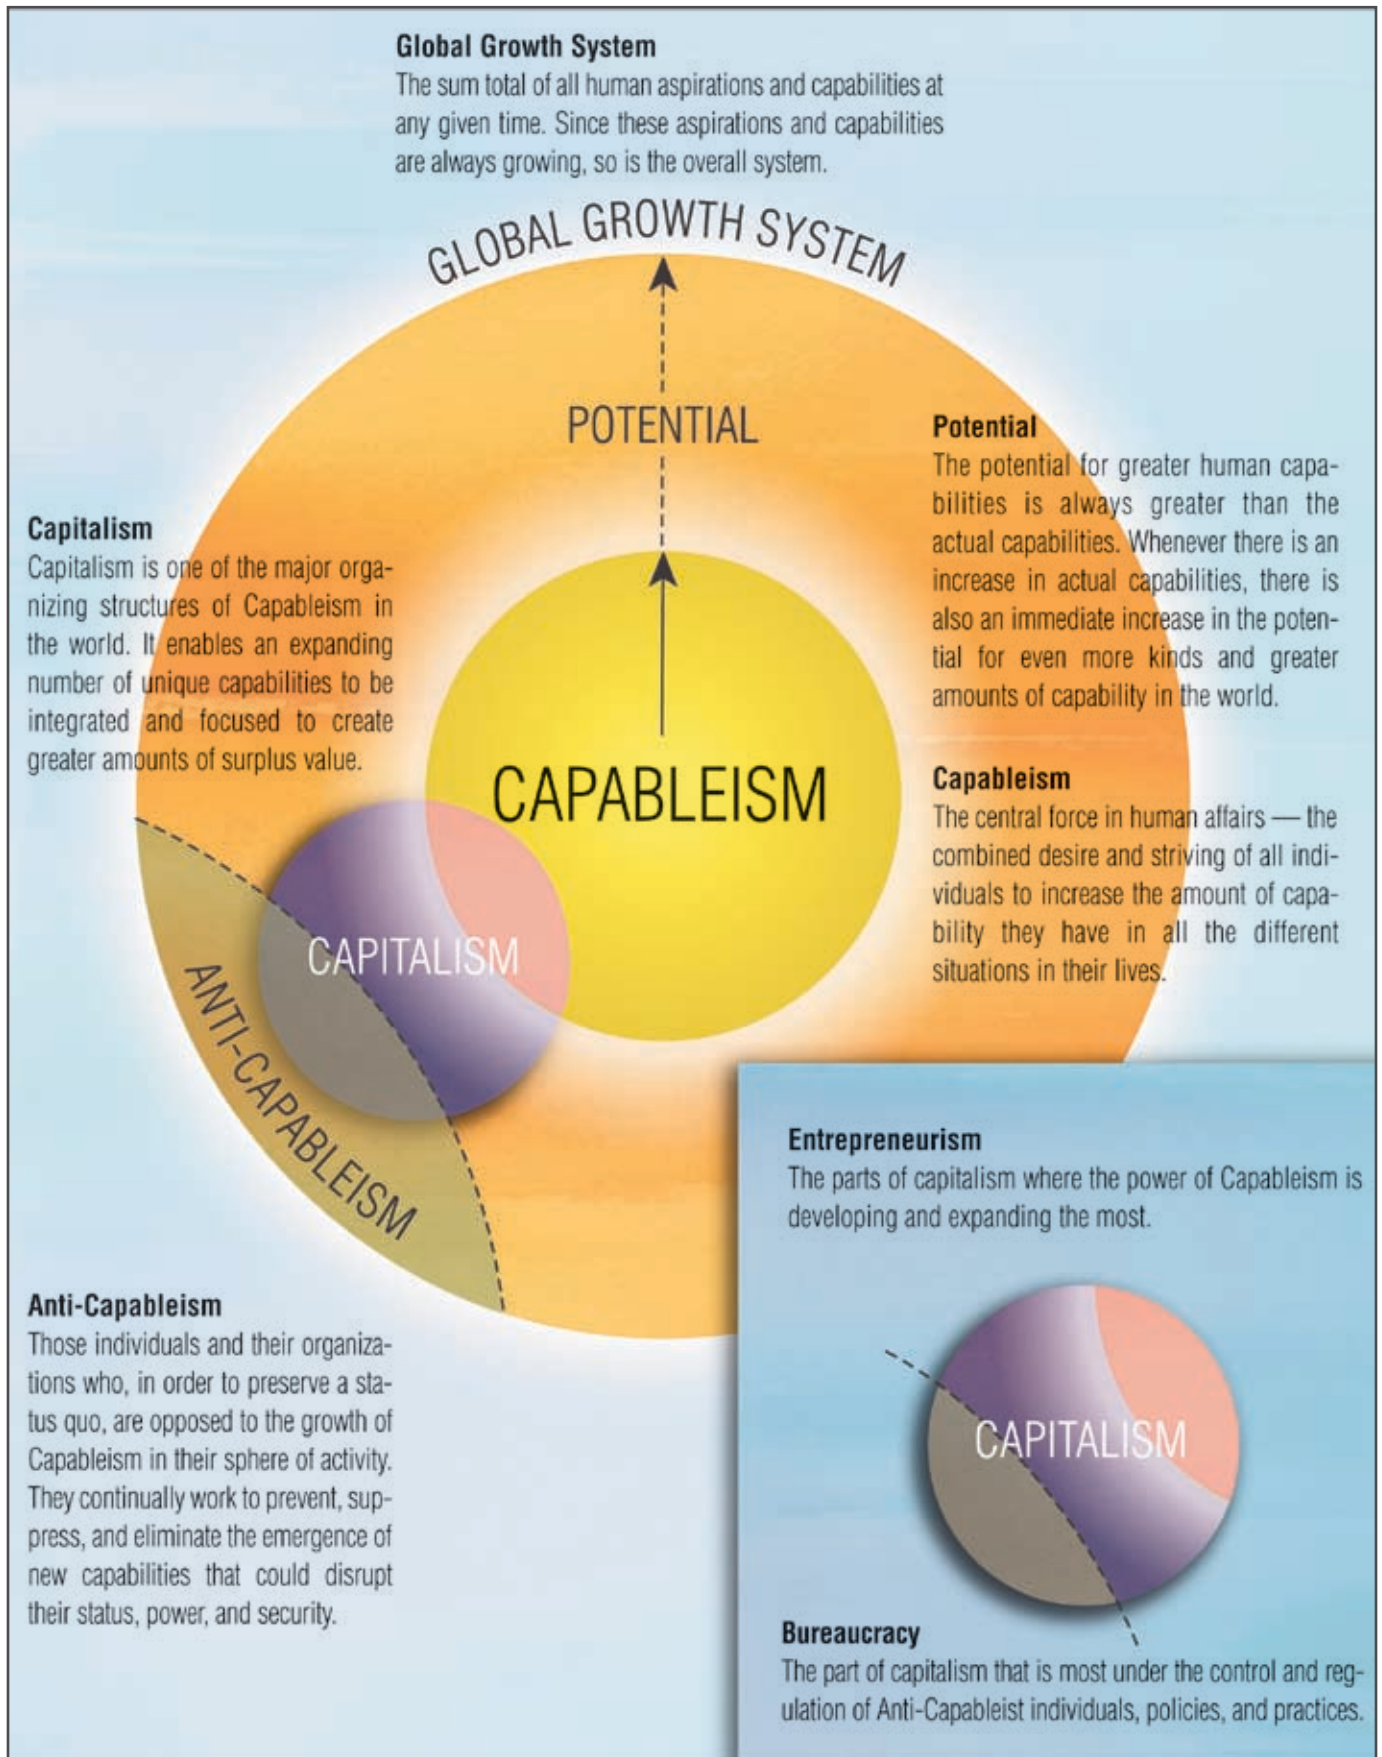 Global Growth System
The sum total of all human aspirations and capabilities at
any given time. Since these aspirations and capabilities
are always growing, so is the overall system.
GLOBAL GROWTH SYSTEM
POTENTIAL
Potential
The potential for greater human capa-
bilities is always greater than the
actual capabilities. Whenever there is an
increase in actual capabilities, there is
also an immediate increase in the poten-
tial for even more kinds and greater
amounts of capability in the world.
Capitalism
Capitalism is one of the major orga-
nizing structures of Capableism in
the world. It enables an expanding
number of unique capabilities to be
integrated and focused to create
greater amounts of surplus value.
CAPABLEISM
Capableism
The central force in human affairs — the
combined desire and striving of all indi-
viduals to increase the amount of capa-
bility they have in all the different
situations in their lives.
CAPITALISM
ANTI-CAPABLEISM
Anti-Capableism
Those individuals and their organiza-
tions who, in order to preserve a sta-
tus quo, are opposed to the growth of
Capableism in their sphere of activity.
They continually work to prevent, sup-
press, and eliminate the emergence of
new capabilities that could disrupt
their status, power, and security.
Entrepreneurism
The parts of capitalism where the power of Capableism is
developing and expanding the most.
CAPITALISM
Bureaucracy
The part of capitalism that is most under the control and reg-
ulation of Anti-Capableist individuals, policies, and practices.